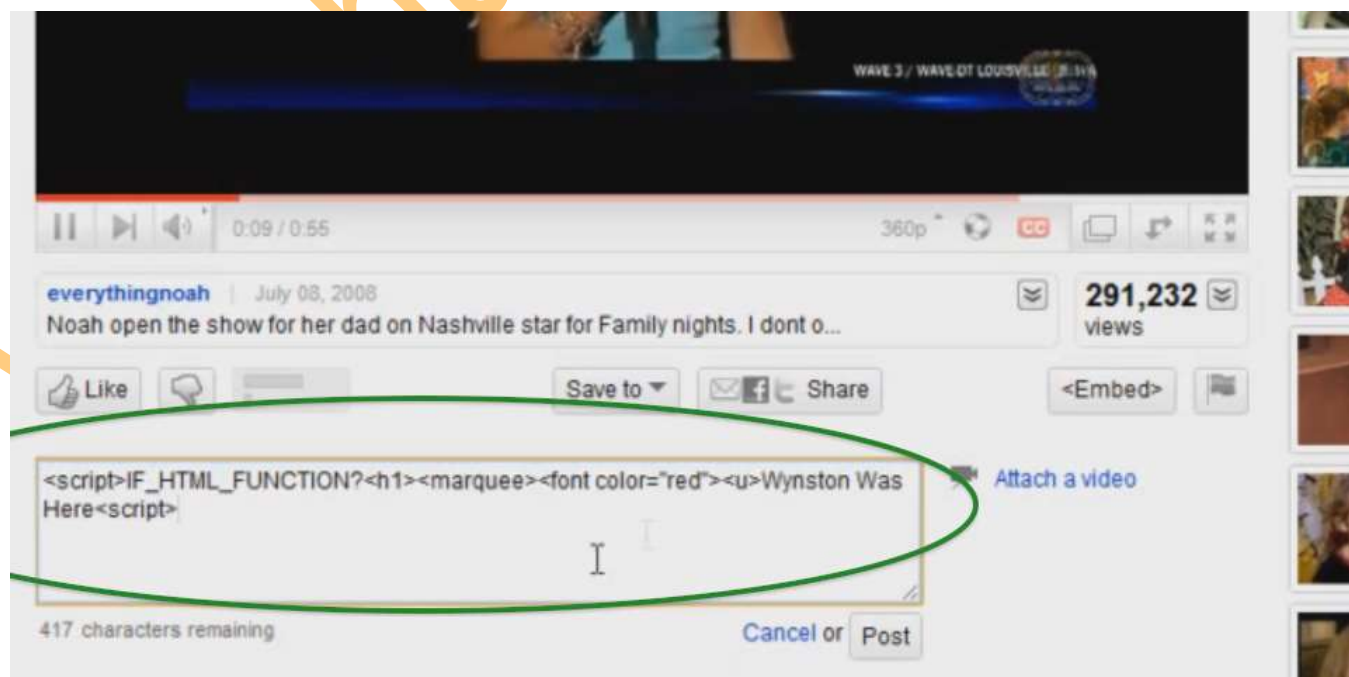 WAVE 3 / WAVE-DT LOUISVILLE
0:09 / 0:55
360p
CC
everythingnoah | July 08, 2008
Noah open the show for her dad on Nashville star for Family nights. I dont o...
291,232
views
Like
Save to
Share
<Embed>
<script>IF_HTML_FUNCTION?<h1><marquee><font color="red"><u>Wynston Was
Here<script>
Attach a video
417 characters remaining
Cancel or Post